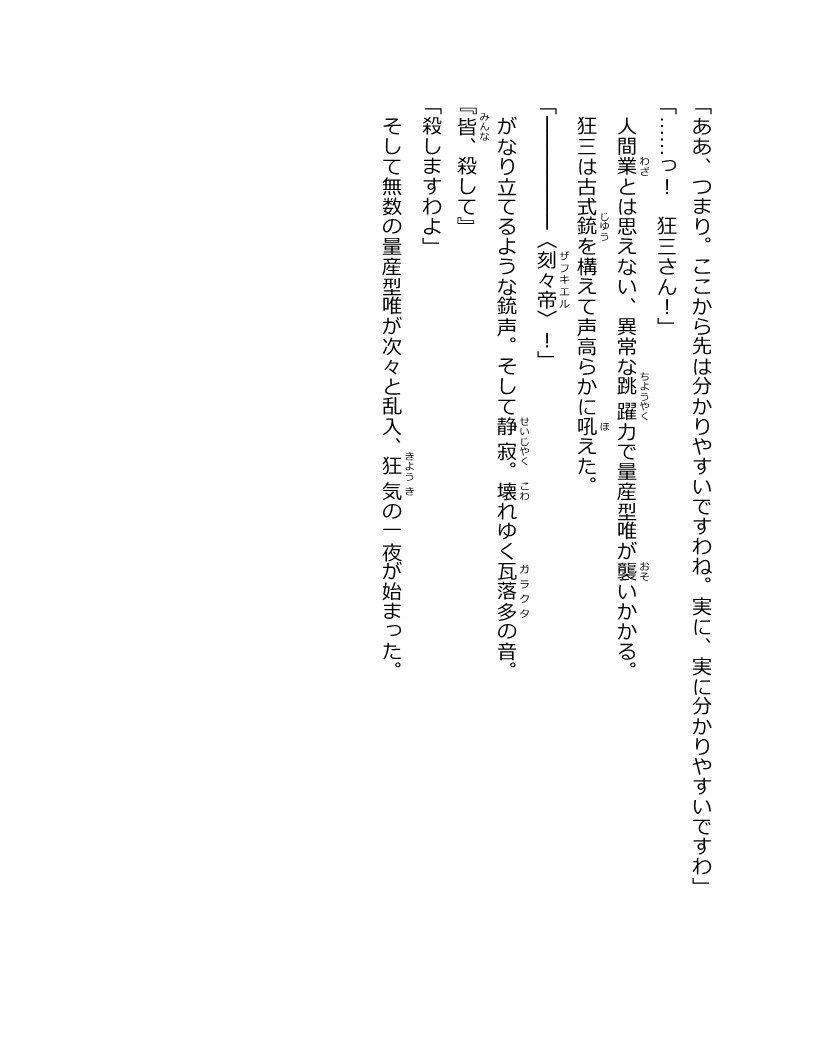 「ああ、つまり。ここから先は分かりやすいですわね。実に、実に分かりやすいですわ」
「……っ！　狂三さん！」
　人間業とは思えない、異常な跳躍力で量産型唯が襲いかかる。
　狂三は古式銃を構えて声高らかに吼えた。
「――――――〈刻々帝〉！」
　がなり立てるような銃声。そして静寂。壊れゆく瓦落多の音。
『皆、殺して』
「殺しますわよ」
　そして無数の量産型唯が次々と乱入、狂気の一夜が始まった。